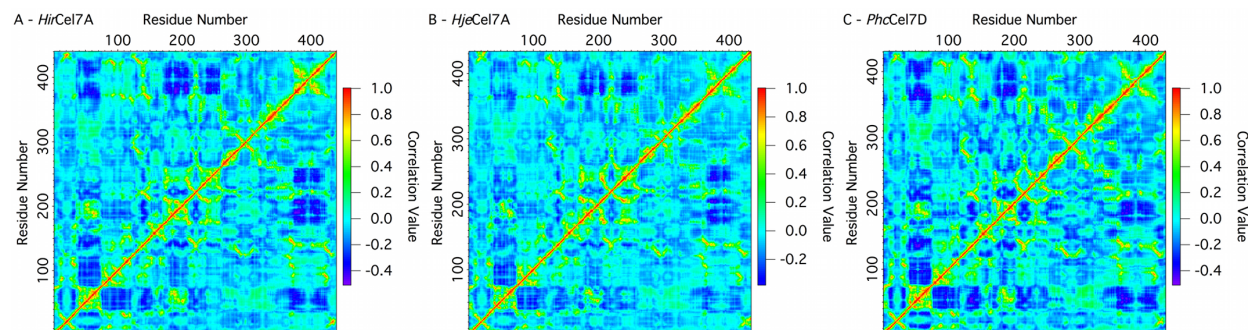 A - HirCel7A Residue Number
100 200 300 400
Residue Number
400
300
200
100
1.0
0.8
0.6
0.4
0.2
0.0
-0.2
-0.4
Correlation Value
B - HjeCel7A Residue Number
100 200 300 400
Residue Number
400
300
200
100
1.0
0.8
0.6
0.4
0.2
0.0
-0.2
Correlation Value
C - PhcCel7D Residue Number
100 200 300 400
Residue Number
400
300
200
100
1.0
0.8
0.6
0.4
0.2
0.0
-0.2
-0.4
Correlation Value